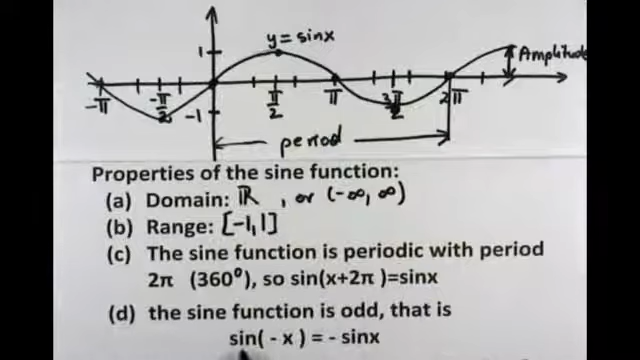 y = sinx
1
Amplitude
-π -π/2 π/2 π 3π/2 2π
-1
period
Properties of the sine function:
(a) Domain: ℝ , or (-∞, ∞)
(b) Range: [-1, 1]
(c) The sine function is periodic with period
2π (360⁰), so sin(x+2π )=sinx
(d) the sine function is odd, that is
sin( - x ) = - sinx